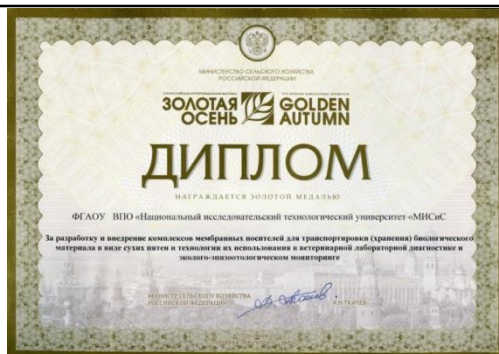 МИНИСТЕРСТВО СЕЛЬСКОГО ХОЗЯЙСТВА
РОССИЙСКОЙ ФЕДЕРАЦИИ
ЗОЛОТАЯ ОСЕНЬ
GOLDEN AUTUMN
ДИПЛОМ
НАГРАЖДАЕТСЯ ЗОЛОТОЙ МЕДАЛЬЮ
ФГАОУ ВПО «Национальный исследовательский технологический университет «МИСиС
За разработку и внедрение комплексов мембранных носителей для транспортировки (хранения) биологического
материала в виде сухих пятен и технологии их использования в ветеринарной лабораторной диагностике и
эколого-эпизоотологическом мониторинге
МИНИСТР СЕЛЬСКОГО ХОЗЯЙСТВА
РОССИЙСКОЙ ФЕДЕРАЦИИ
А.Н.ТКАЧЕВ